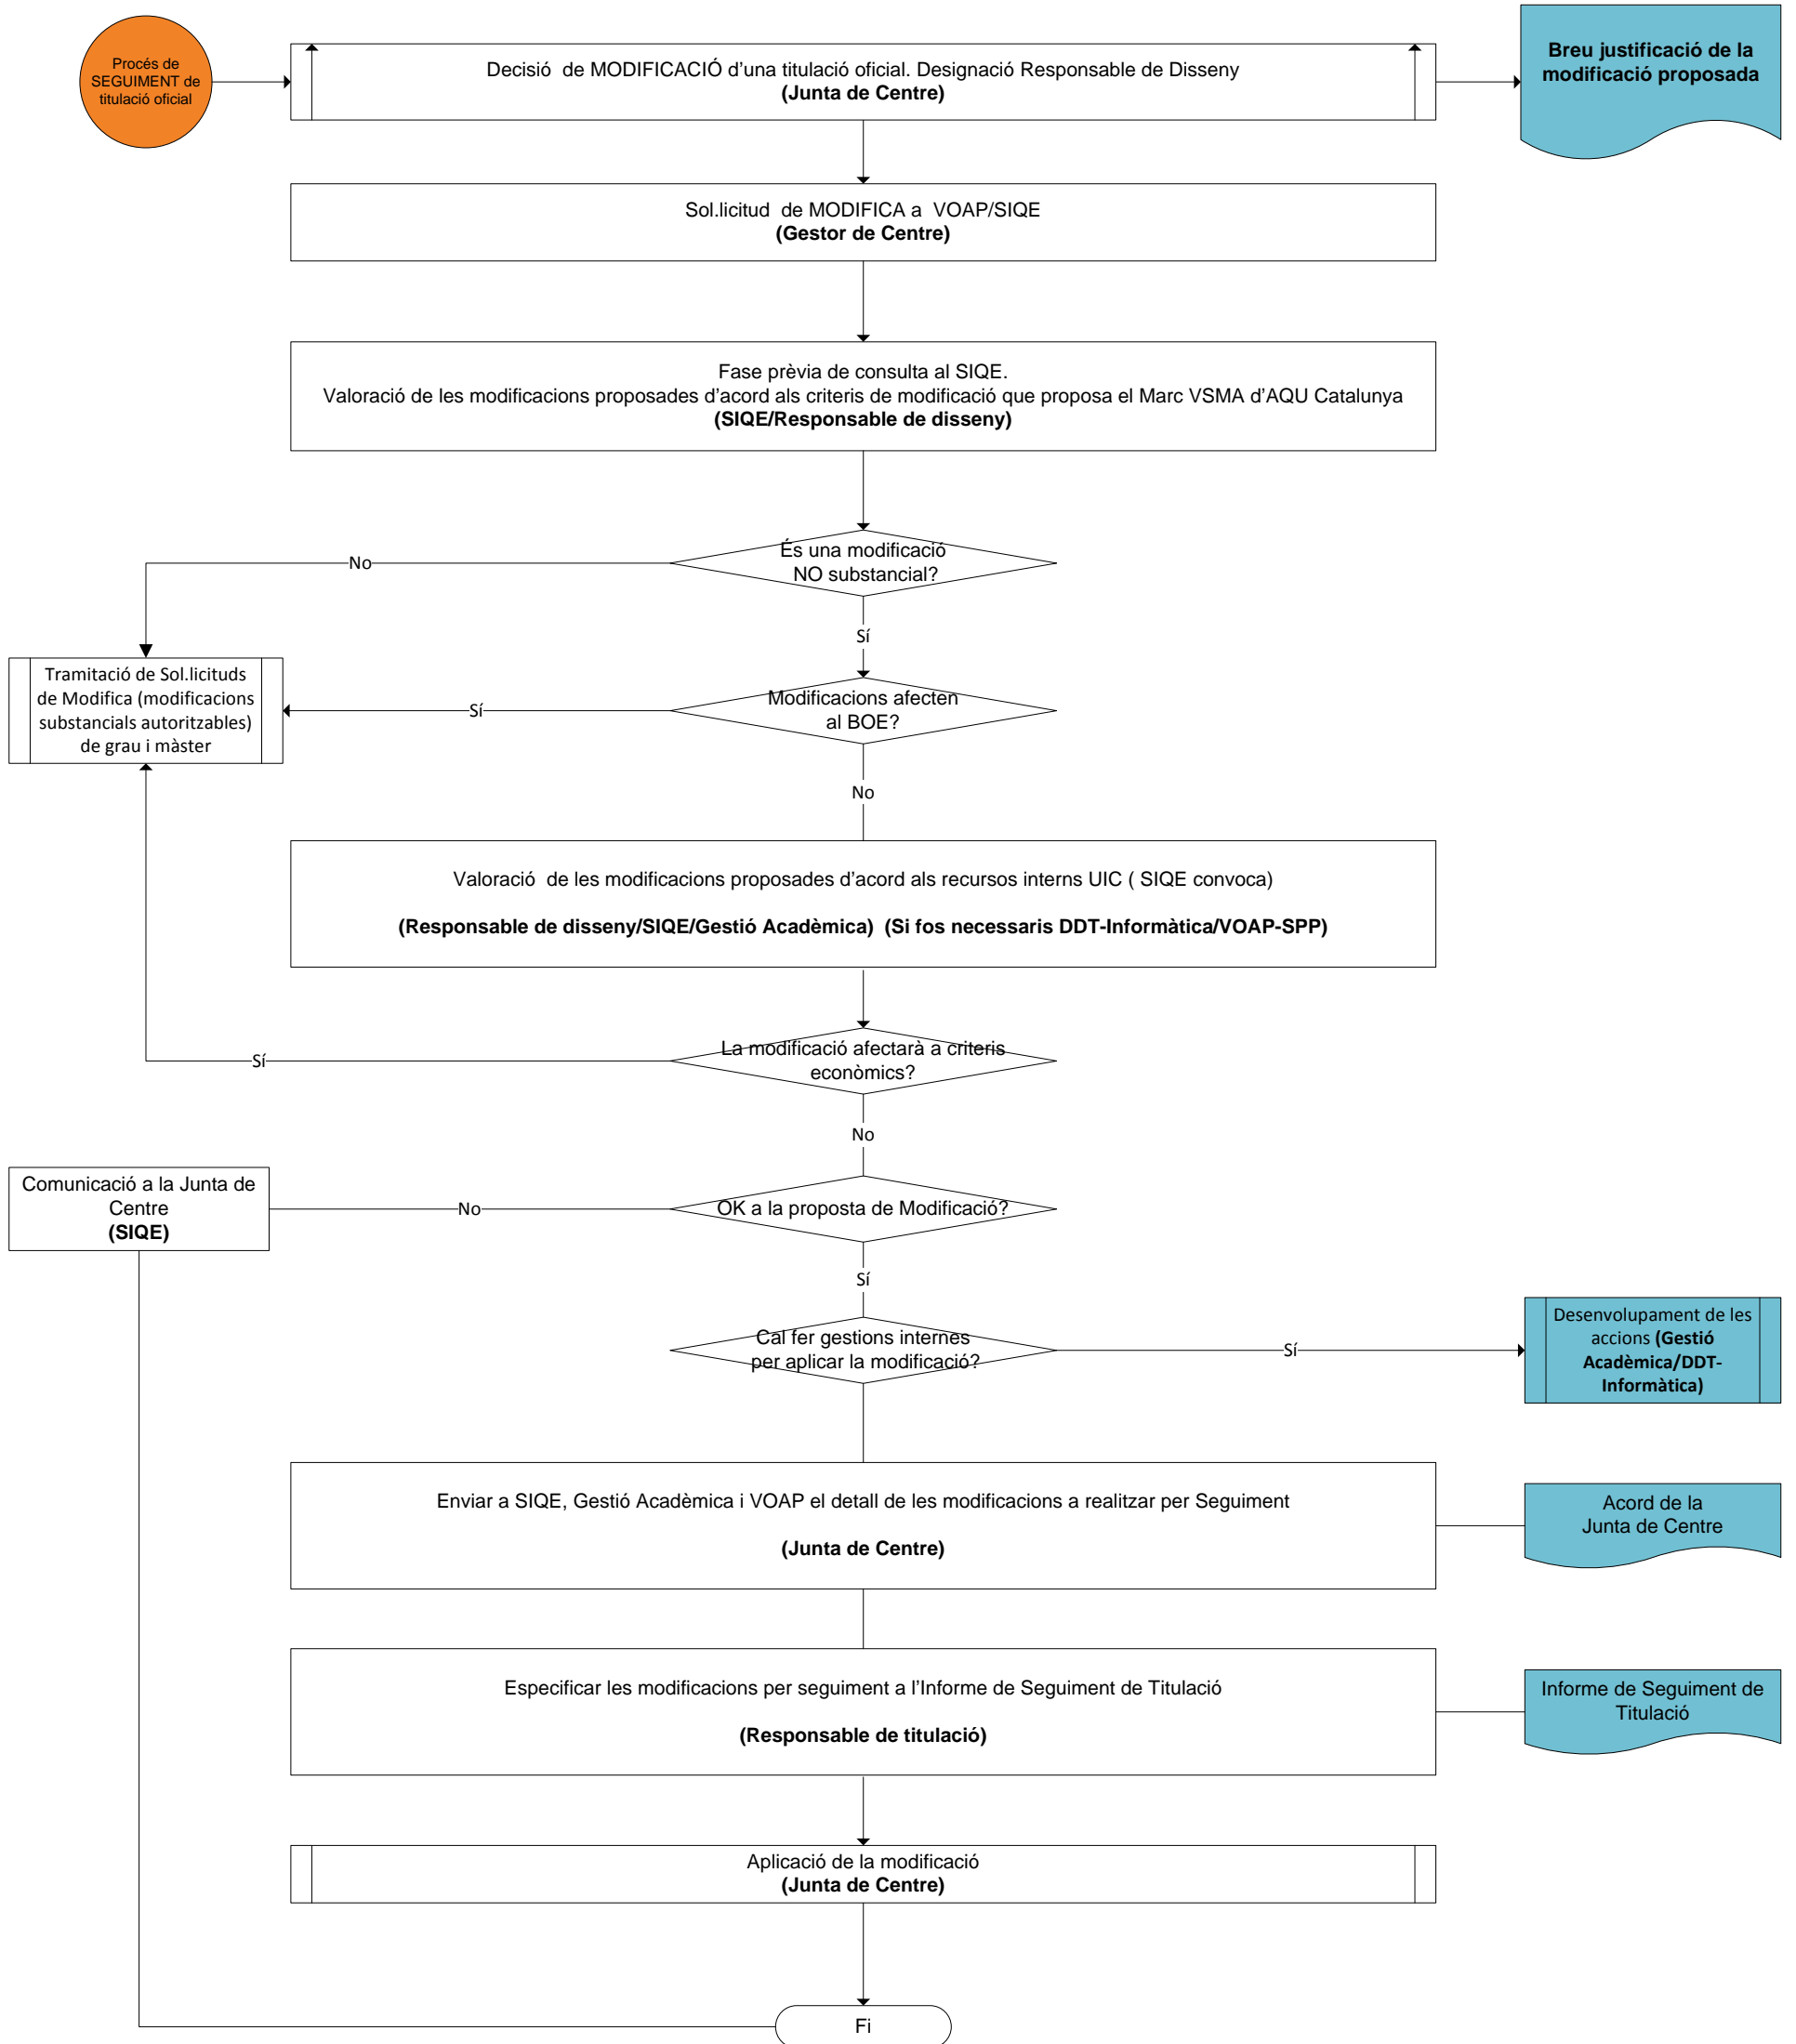 Procés de
SEGUIMENT de
titulació oficial
Decisió de MODIFICACIÓ d'una titulació oficial. Designació Responsable de Disseny
(Junta de Centre)
Breu justificació de la
modificació proposada
Sol.licitud de MODIFICA a VOAP/SIQE
(Gestor de Centre)
Fase prèvia de consulta al SIQE.
Valoració de les modificacions proposades d'acord als criteris de modificació que proposa el Marc VSMA d'AQU Catalunya
(SIQE/Responsable de disseny)
És una modificació
NO substancial?
No
Sí
Tramitació de Sol.licituds
de Modifica (modificacions
substancials autoritzables)
de grau i màster
Sí
Modificacions afecten
al BOE?
No
Valoració de les modificacions proposades d'acord als recursos interns UIC ( SIQE convoca)
(Responsable de disseny/SIQE/Gestió Acadèmica) (Si fos necessaris DDT-Informàtica/VOAP-SPP)
La modificació afectarà a criteris
econòmics?
Sí
No
Comunicació a la Junta de
Centre
(SIQE)
No
OK a la proposta de Modificació?
Sí
Cal fer gestions internes
per aplicar la modificació?
Sí
Desenvolupament de les
accions (Gestió
Acadèmica/DDT-
Informàtica)
Enviar a SIQE, Gestió Acadèmica i VOAP el detall de les modificacions a realitzar per Seguiment
(Junta de Centre)
Acord de la
Junta de Centre
Especificar les modificacions per seguiment a l'Informe de Seguiment de Titulació
(Responsable de titulació)
Informe de Seguiment de
Titulació
Aplicació de la modificació
(Junta de Centre)
Fi